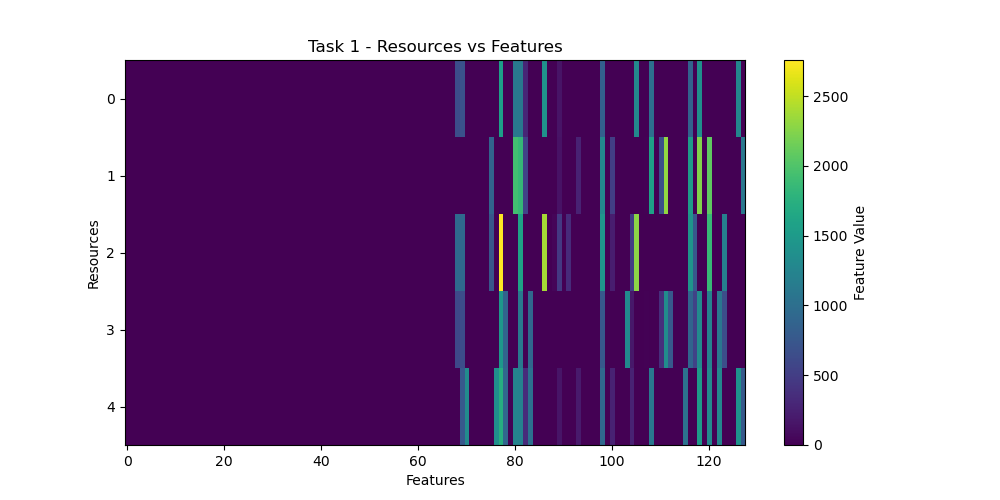 Task 1 - Resources vs Features
Resources
0
1
2
3
4
0 20 40 60 80 100 120
Features
2500
2000
1500
1000
500
0
Feature Value